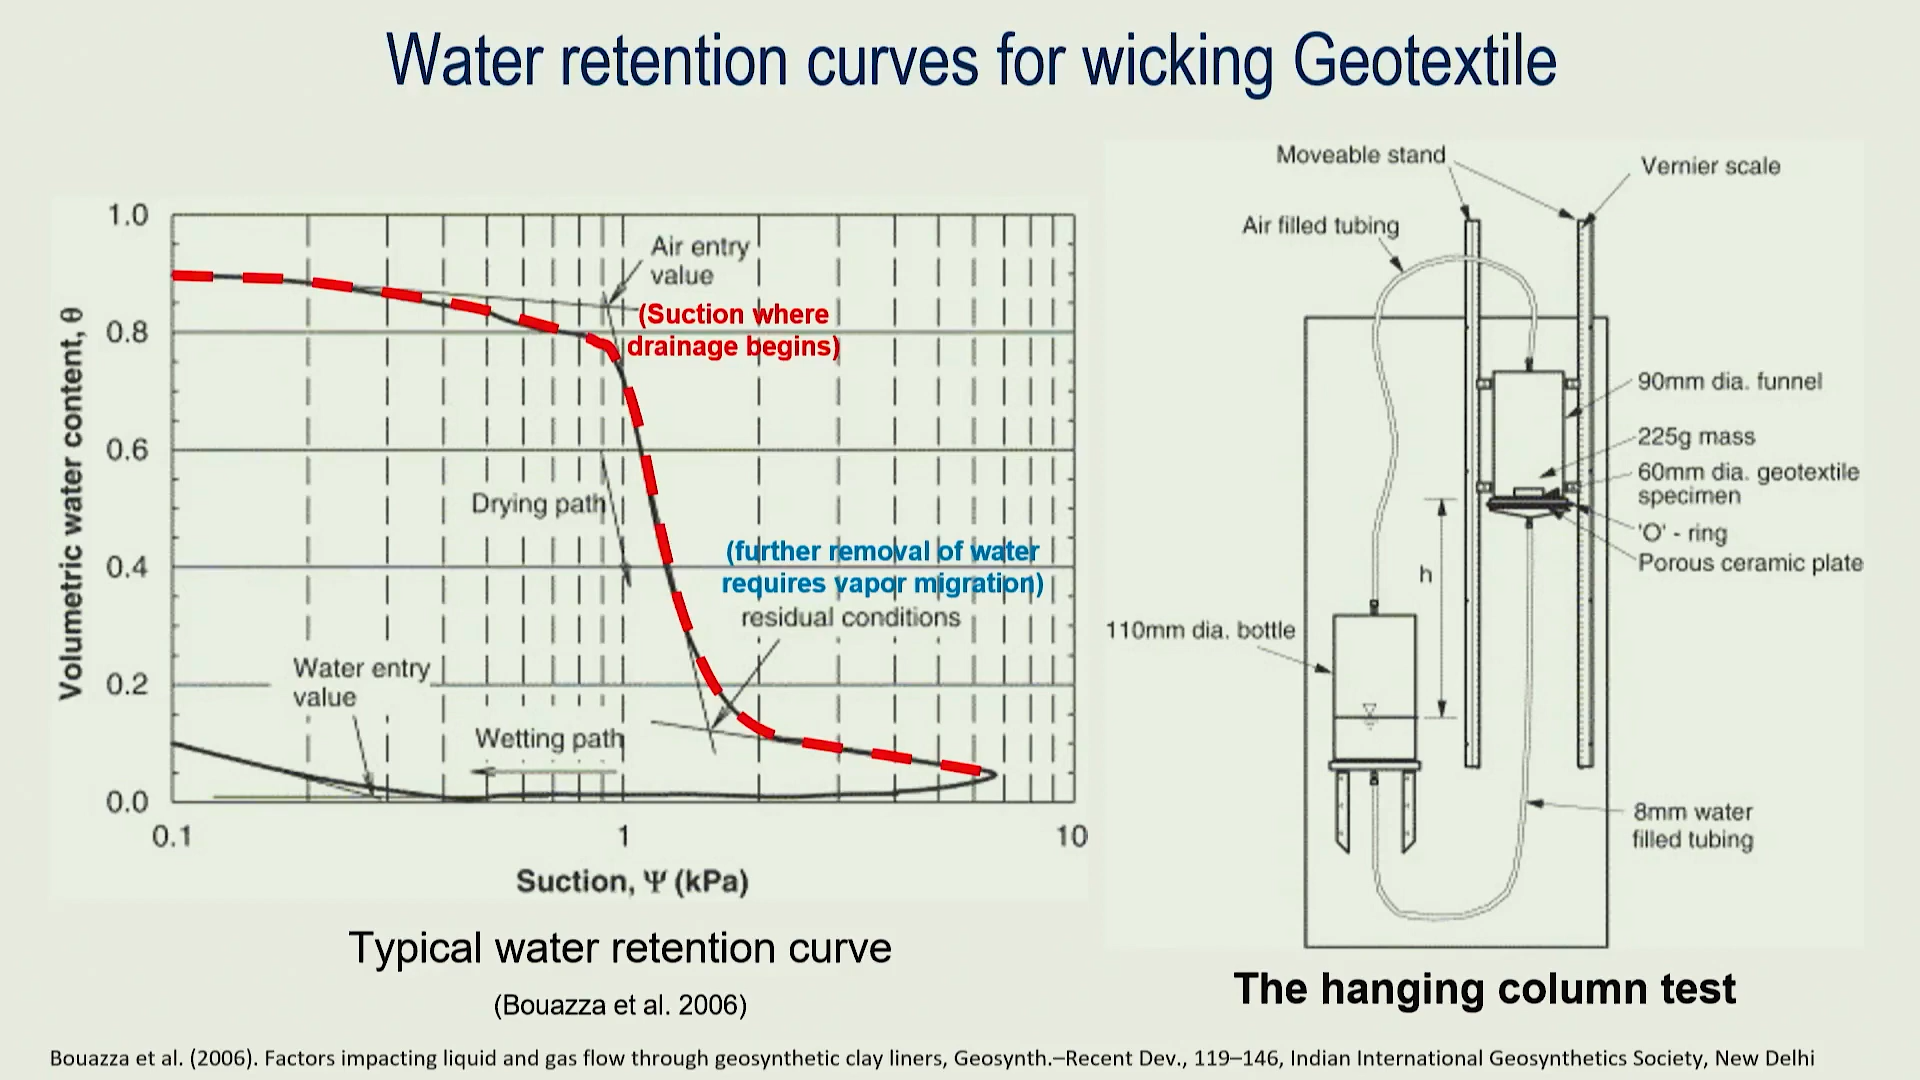 Water retention curves for wicking Geotextile
1.0
0.8
0.6
0.4
0.2
0.0
0.1
1
10
Volumetric water content, θ
Suction, Ψ (kPa)
Air entry
value
(Suction where
drainage begins)
Drying path
(further removal of water
requires vapor migration)
residual conditions
Water entry
value
Wetting path
Typical water retention curve
(Bouazza et al. 2006)
Moveable stand
Vernier scale
Air filled tubing
90mm dia. funnel
225g mass
60mm dia. geotextile
specimen
'O' - ring
Porous ceramic plate
h
110mm dia. bottle
8mm water
filled tubing
The hanging column test
Bouazza et al. (2006). Factors impacting liquid and gas flow through geosynthetic clay liners, Geosynth.–Recent Dev., 119–146, Indian International Geosynthetics Society, New Delhi